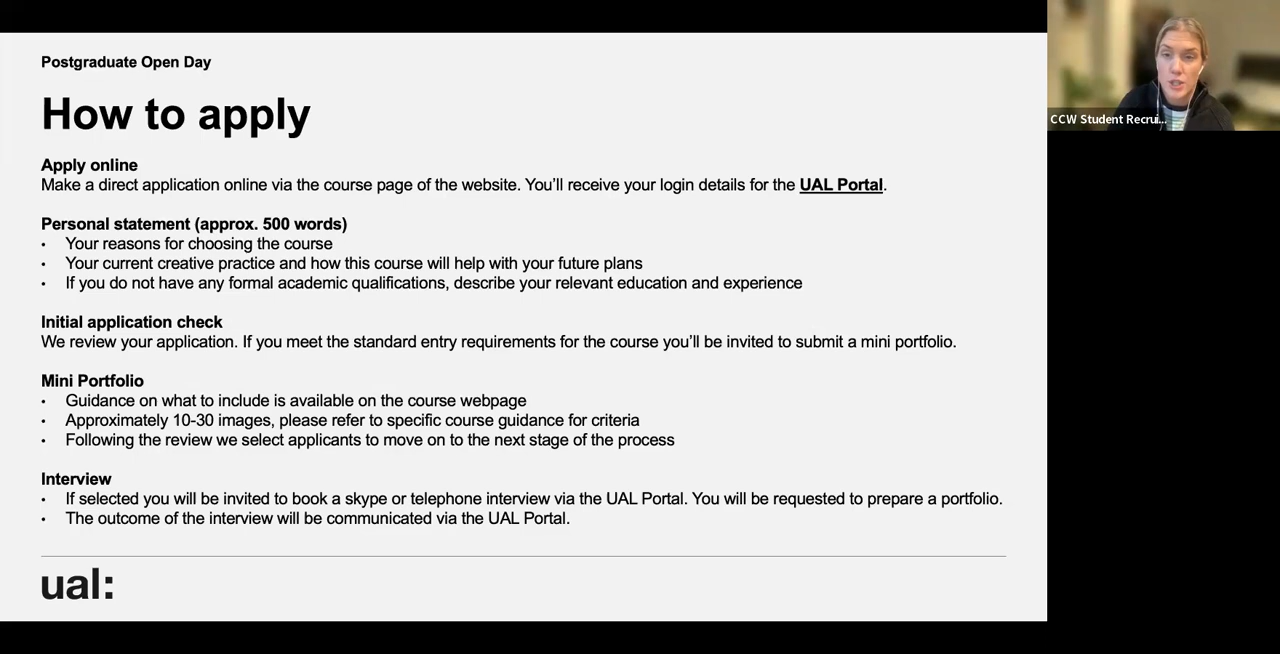 Postgraduate Open Day
How to apply
Apply online
Make a direct application online via the course page of the website. You’ll receive your login details for the UAL Portal.
Personal statement (approx. 500 words)
• Your reasons for choosing the course
• Your current creative practice and how this course will help with your future plans
• If you do not have any formal academic qualifications, describe your relevant education and experience
Initial application check
We review your application. If you meet the standard entry requirements for the course you’ll be invited to submit a mini portfolio.
Mini Portfolio
• Guidance on what to include is available on the course webpage
• Approximately 10-30 images, please refer to specific course guidance for criteria
• Following the review we select applicants to move on to the next stage of the process
Interview
• If selected you will be invited to book a skype or telephone interview via the UAL Portal. You will be requested to prepare a portfolio.
• The outcome of the interview will be communicated via the UAL Portal.
ual:
CCW Student Recrui...